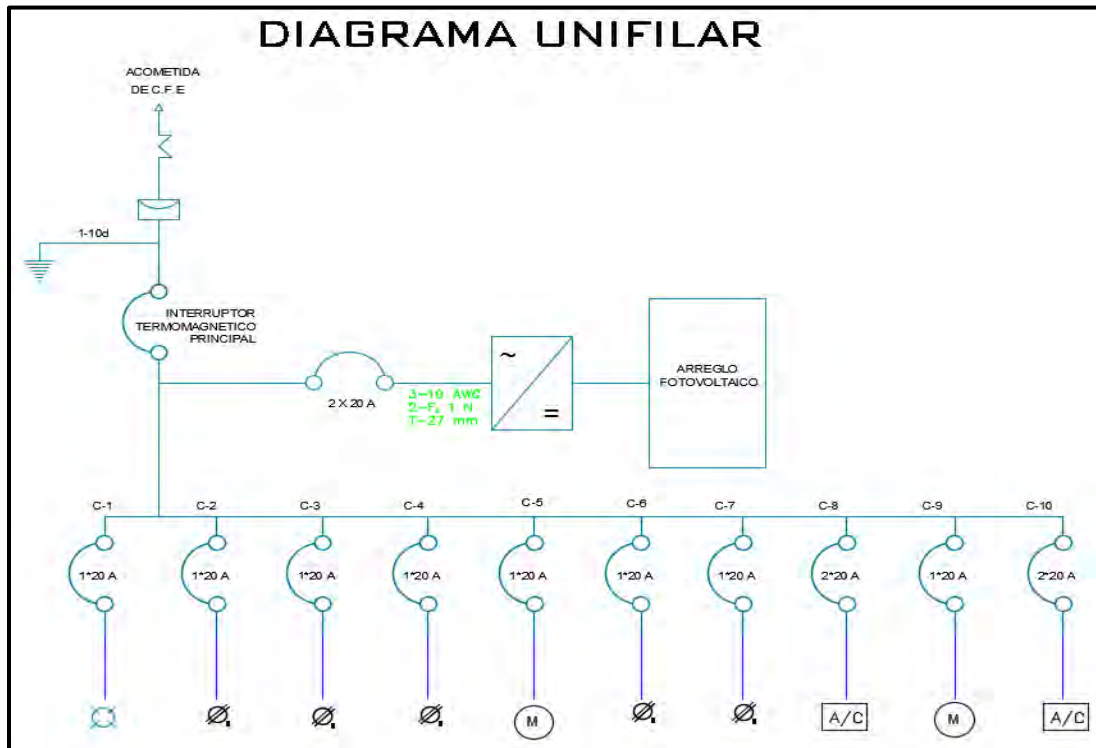 DIAGRAMA UNIFILAR
ACOMETIDA
DE C.F.E
1-10d
INTERRUPTOR
TERMOMAGNETICO
PRINCIPAL
2 X 20 A
3-10 AWG
2-F, 1 N
T-27 mm
~
=
ARREGLO
FOTOVOLTAICO
C-1 C-2 C-3 C-4 C-5 C-6 C-7 C-8 C-9 C-10
1*20 A 1*20 A 1*20 A 1*20 A 1*20 A 1*20 A 1*20 A 2*20 A 1*20 A 2*20 A
M A/C M A/C